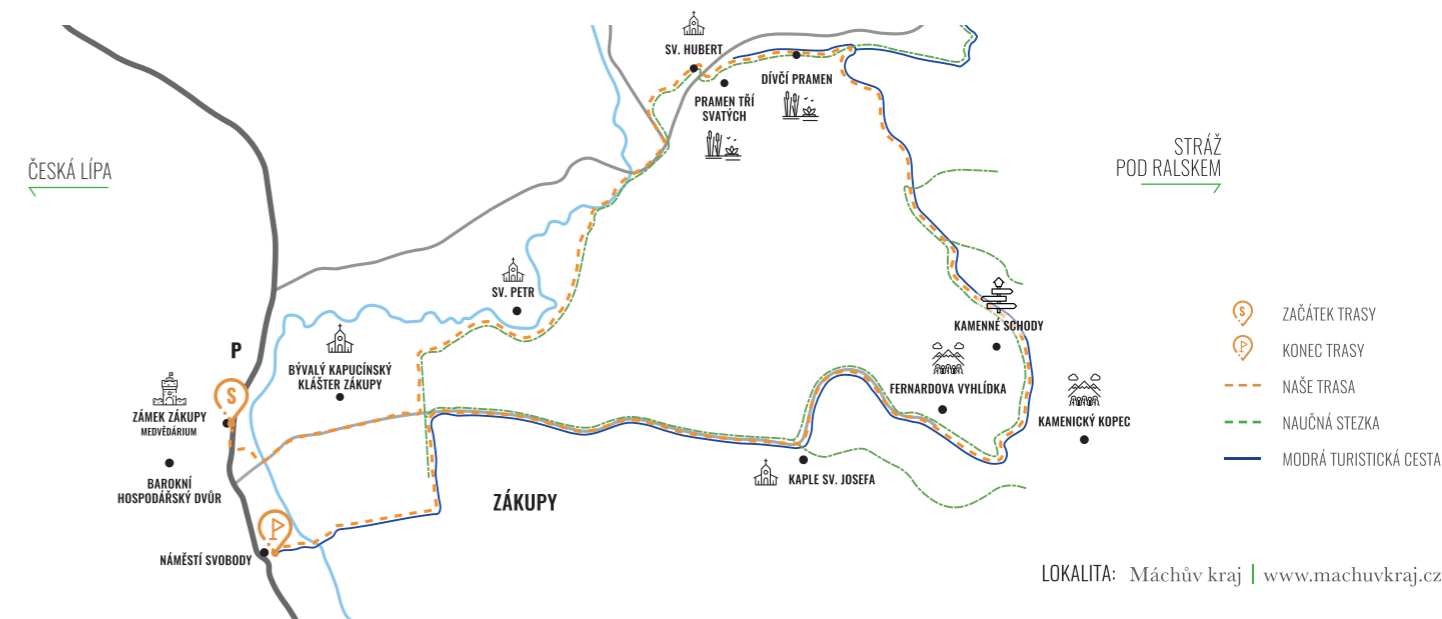 SV. HUBERT
DÍVČÍ PRAMEN
PRAMEN TŘÍ
SVATÝCH
STRÁŽ
POD RALSKEM
ČESKÁ LÍPA
SV. PETR
KAMENNÉ SCHODY
P
BÝVALÝ KAPUCÍNSKÝ
KLÁŠTER ZÁKUPY
FERNARDOVA VYHLÍDKA
KAMENICKÝ KOPEC
S
ZÁMEK ZÁKUPY
MEDVĚDÁRIUM
BAROKNÍ
HOSPODÁŘSKÝ DVŮR
KAPLE SV. JOSEFA
ZÁKUPY
NÁMĚSTÍ SVOBODY
S
ZAČÁTEK TRASY
KONEC TRASY
NAŠE TRASA
NAUČNÁ STEZKA
MODRÁ TURISTICKÁ CESTA
LOKALITA: Máchův kraj | www.machuvkraj.cz